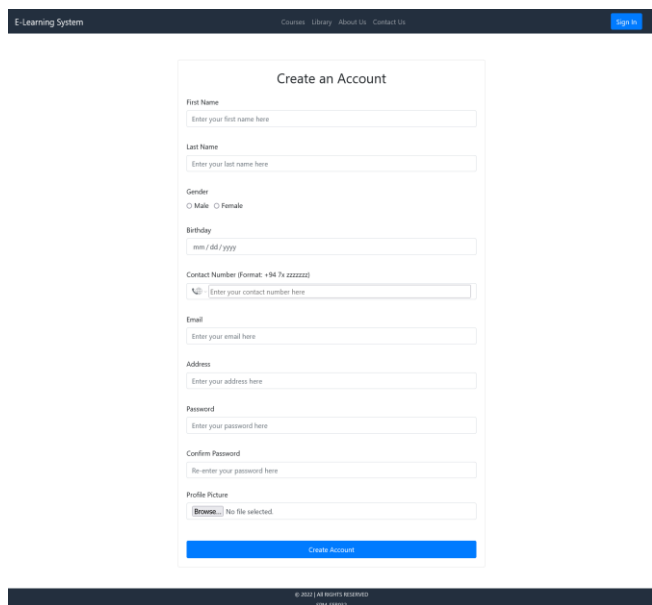 E-Learning System Courses Library About Us Contact Us Sign In
Create an Account
First Name
Enter your first name here
Last Name
Enter your last name here
Gender
Male Female
Birthday
mm / dd / yyyy
Contact Number (Format: +94 7x zzzzzzz)
Enter your contact number here
Email
Enter your email here
Address
Enter your address here
Password
Enter your password here
Confirm Password
Re-enter your password here
Profile Picture
Browse... No file selected.
Create Account
© 2022 | All RIGHTS RESERVED